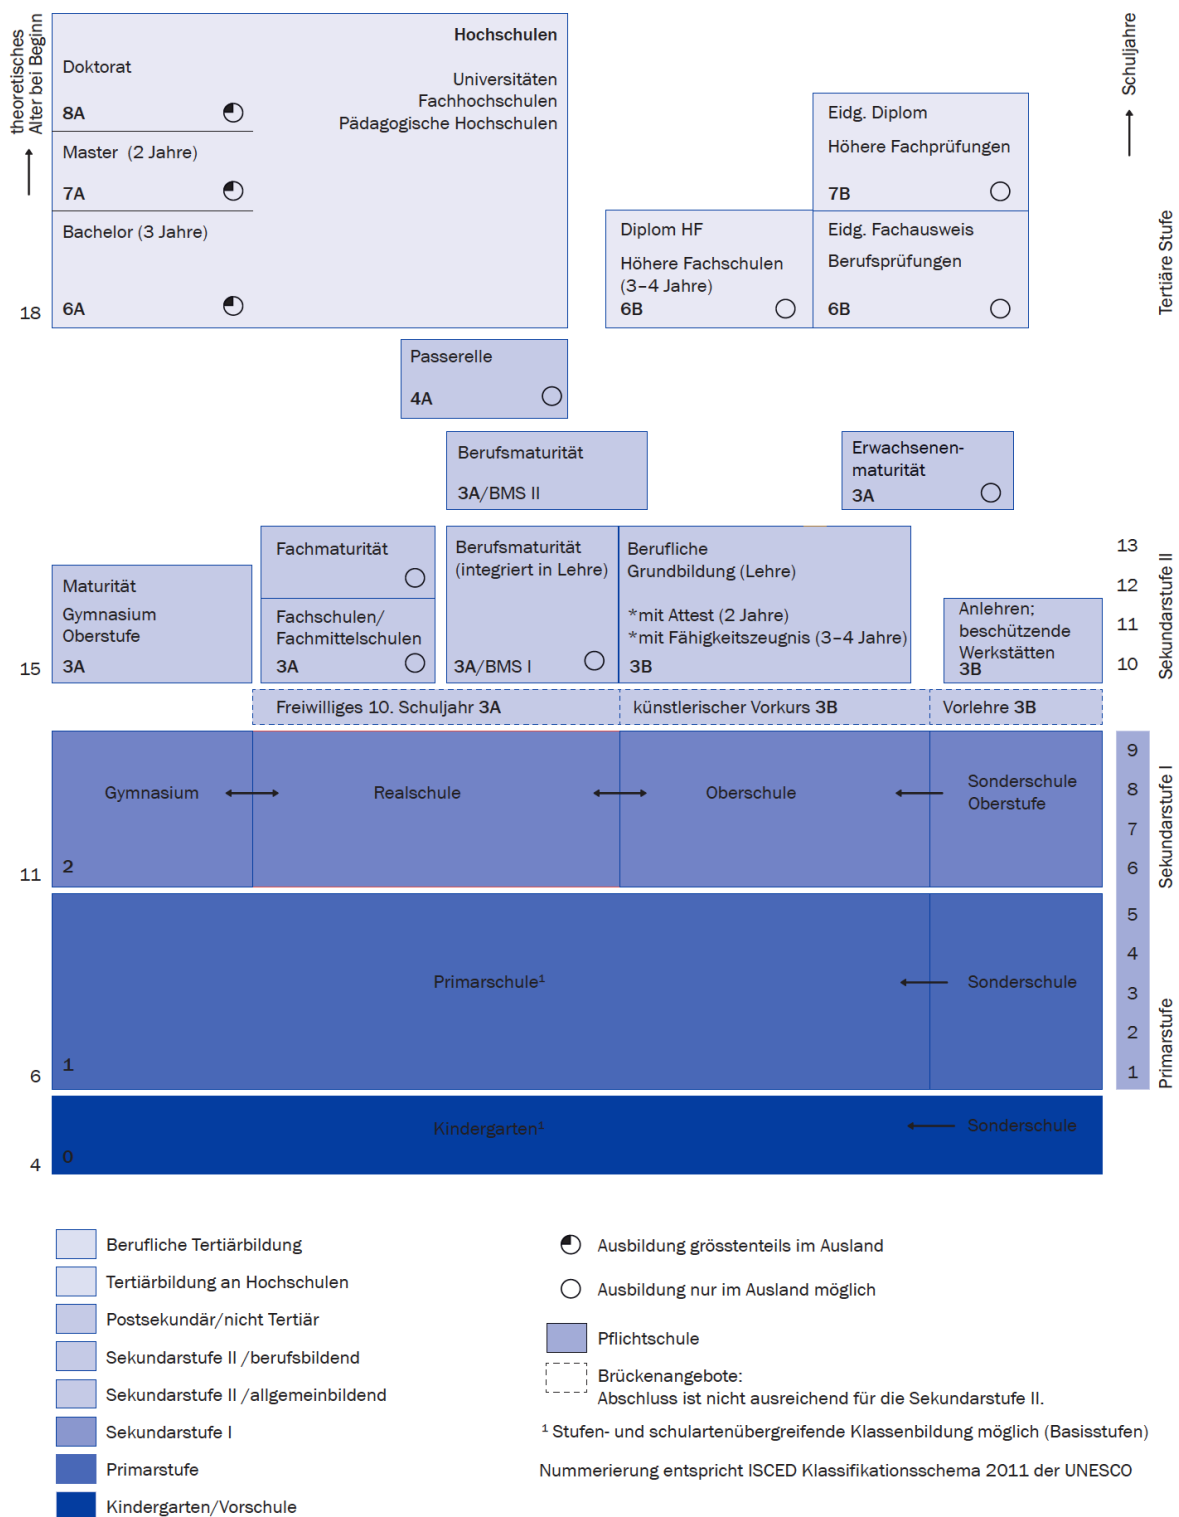 theoretisches
Alter bei Beginn
Schuljahre
Hochschulen
Universitäten
Fachhochschulen
Pädagogische Hochschulen
Doktorat
8A
Master (2 Jahre)
7A
Bachelor (3 Jahre)
6A
18
Eidg. Diplom
Höhere Fachprüfungen
7B
Diplom HF
Höhere Fachschulen
(3–4 Jahre)
6B
Eidg. Fachausweis
Berufsprüfungen
6B
Tertiäre Stufe
Passerelle
4A
Berufsmaturität
3A/BMS II
Erwachsenen-
maturität
3A
Maturität
Gymnasium
Oberstufe
3A
15
Fachmaturität
Fachschulen/
Fachmittelschulen
3A
Berufsmaturität
(integriert in Lehre)
3A/BMS I
Berufliche
Grundbildung (Lehre)
*mit Attest (2 Jahre)
*mit Fähigkeitszeugnis (3–4 Jahre)
3B
Anlehren;
beschützende
Werkstätten
3B
13
12
11
10
Sekundarstufe II
Freiwilliges 10. Schuljahr 3A
künstlerischer Vorkurs 3B
Vorlehre 3B
Gymnasium
Realschule
Oberschule
Sonderschule
Oberstufe
2
11
9
8
7
6
Sekundarstufe I
Primarschule¹
Sonderschule
1
6
5
4
3
2
1
Primarstufe
Kindergarten¹
Sonderschule
0
4
Berufliche Tertiärbildung
Tertiärbildung an Hochschulen
Postsekundär/nicht Tertiär
Sekundarstufe II /berufsbildend
Sekundarstufe II /allgemeinbildend
Sekundarstufe I
Primarstufe
Kindergarten/Vorschule
Ausbildung grösstenteils im Ausland
Ausbildung nur im Ausland möglich
Pflichtschule
Brückenangebote:
Abschluss ist nicht ausreichend für die Sekundarstufe II.
¹ Stufen- und schulartenübergreifende Klassenbildung möglich (Basisstufen)
Nummerierung entspricht ISCED Klassifikationsschema 2011 der UNESCO